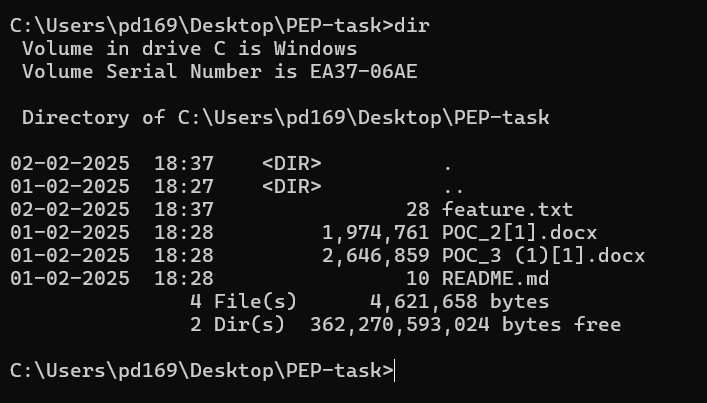 C:\Users\pd169\Desktop\PEP-task>dir
 Volume in drive C is Windows
 Volume Serial Number is EA37-06AE

 Directory of C:\Users\pd169\Desktop\PEP-task

02-02-2025  18:37    <DIR>          .
01-02-2025  18:27    <DIR>          ..
02-02-2025  18:37                28 feature.txt
01-02-2025  18:28         1,974,761 POC_2[1].docx
01-02-2025  18:28         2,646,859 POC_3 (1)[1].docx
01-02-2025  18:28                10 README.md
               4 File(s)      4,621,658 bytes
               2 Dir(s)  362,270,593,024 bytes free

C:\Users\pd169\Desktop\PEP-task>